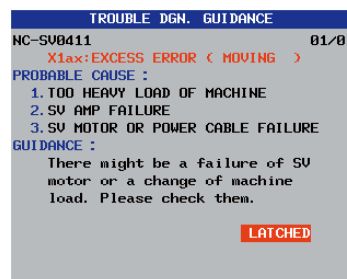 TROUBLE DGN. GUIDANCE
NC-SV0411 01/0
X1ax:EXCESS ERROR ( MOVING )
PROBABLE CAUSE :
1. TOO HEAVY LOAD OF MACHINE
2. SV AMP FAILURE
3. SV MOTOR OR POWER CABLE FAILURE
GUIDANCE :
There might be a failure of SV
motor or a change of machine
load. Please check them.
LATCHED